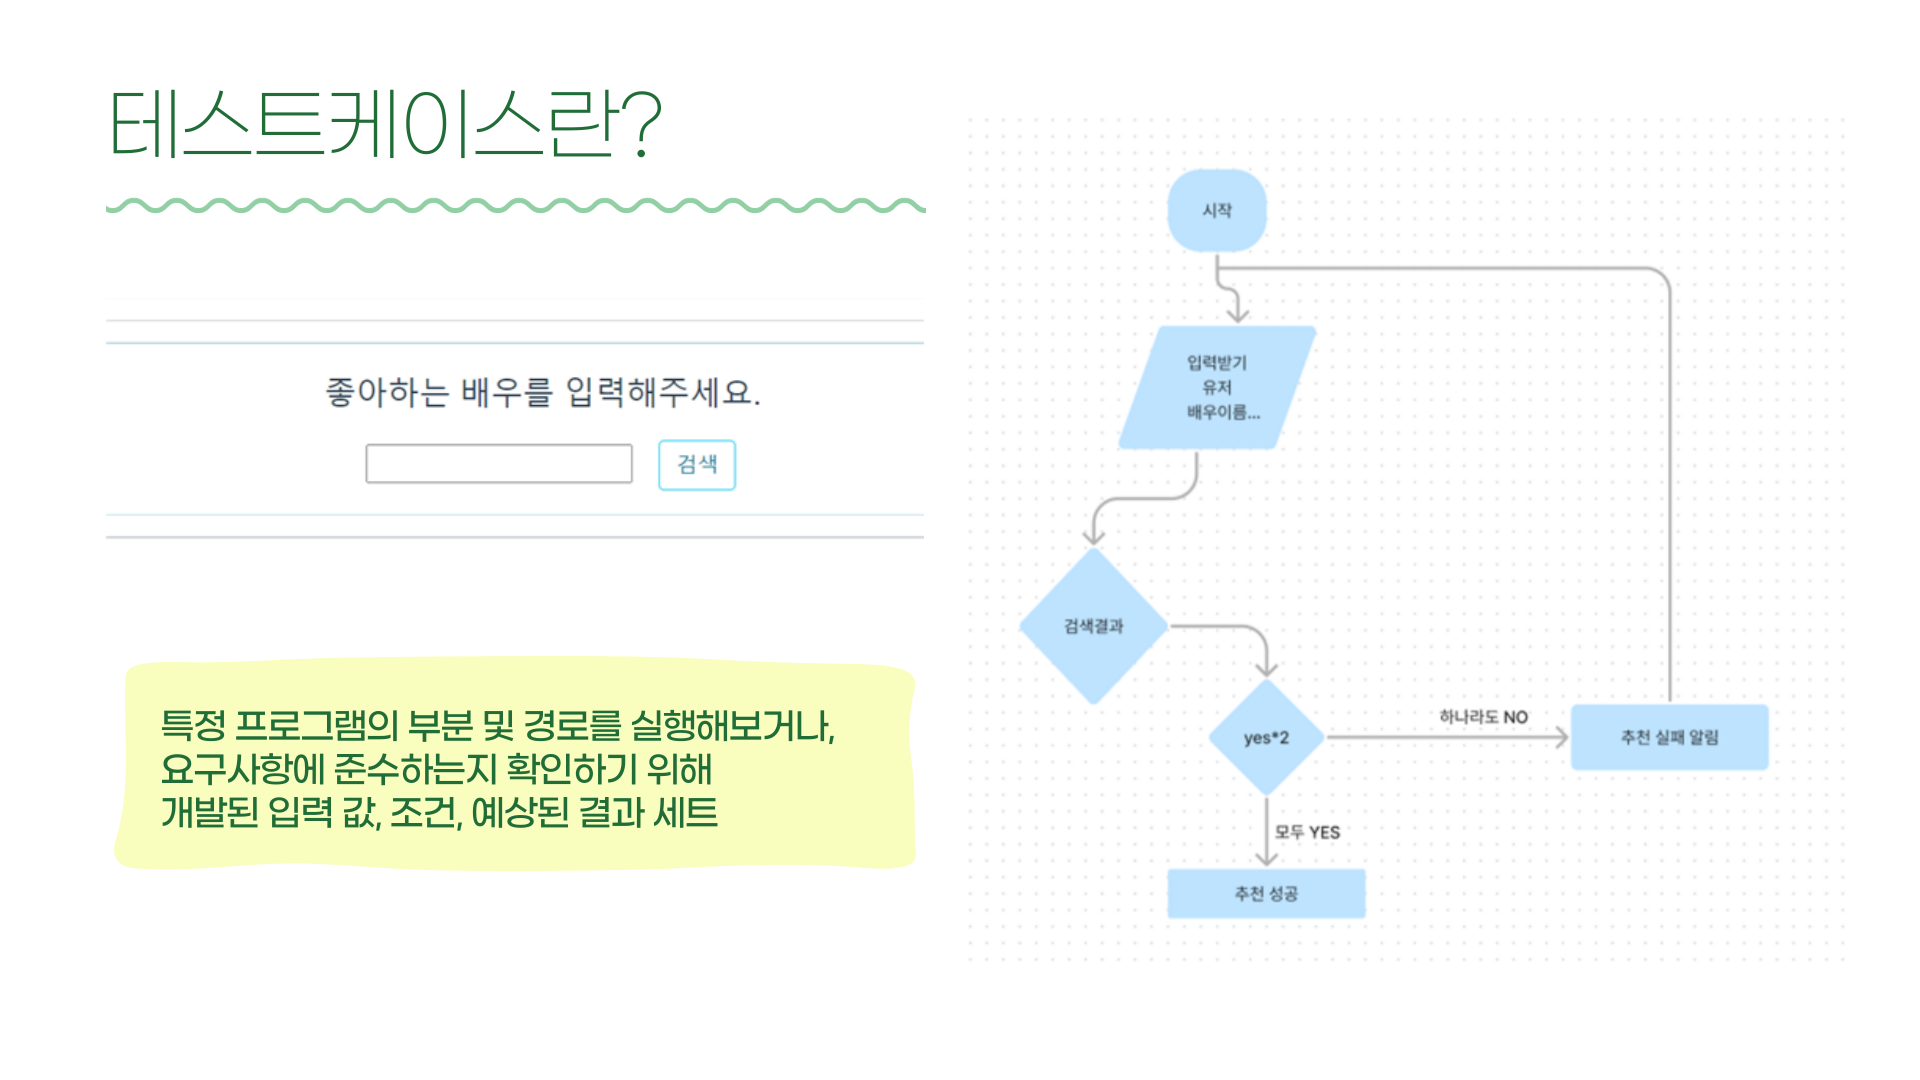 테스트케이스란?
좋아하는 배우를 입력해주세요.
검색
특정 프로그램의 부분 및 경로를 실행해보거나,
요구사항에 준수하는지 확인하기 위해
개발된 입력 값, 조건, 예상된 결과 세트
시작
입력받기
유저
배우이름...
검색결과
yes*2
하나라도 NO
추천 실패 알림
모두 YES
추천 성공